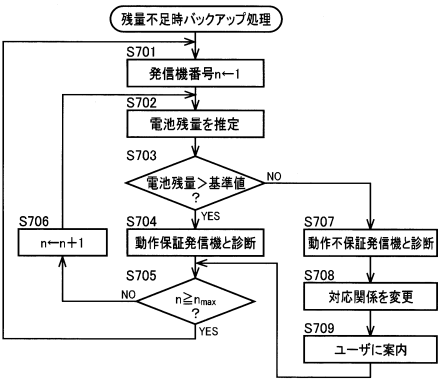 残量不足時バックアップ処理
S701
発信機番号n←1
S702
電池残量を推定
S703
電池残量>基準値
?
NO
YES
S704
動作保証発信機と診断
S705
n≧nmax
?
NO
YES
S706
n←n+1
S707
動作不保証発信機と診断
S708
対応関係を変更
S709
ユーザに案内